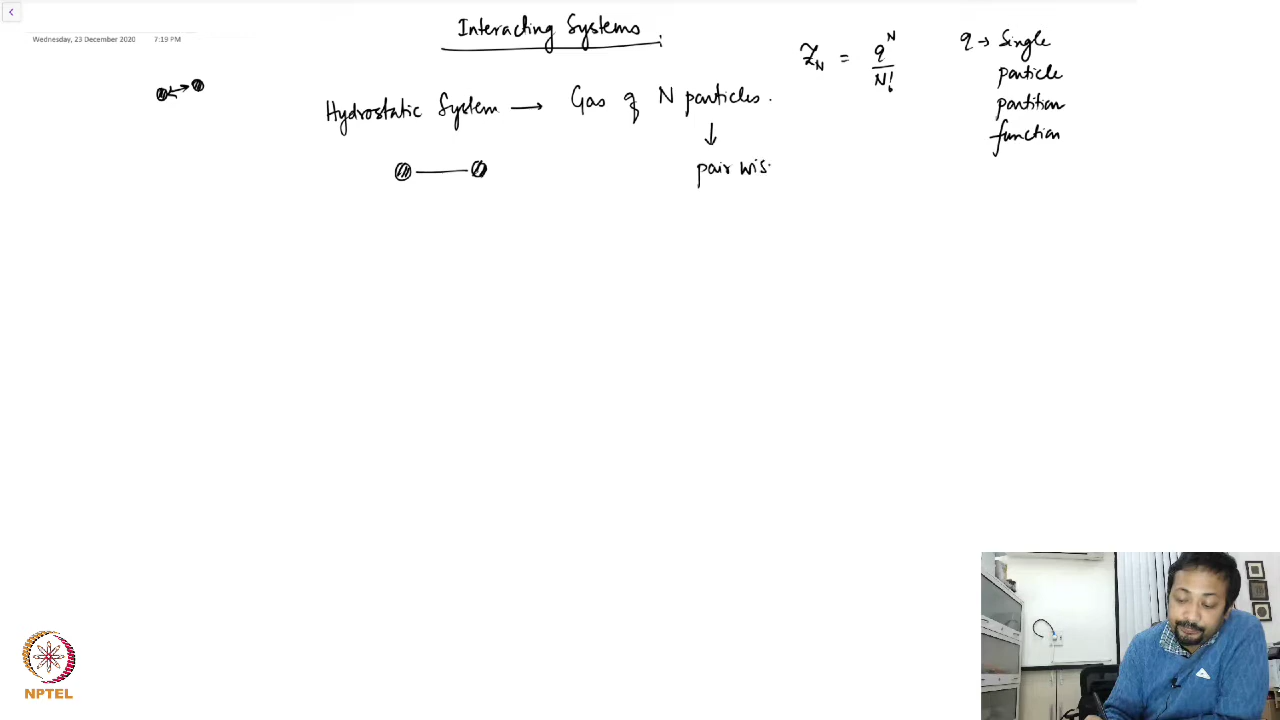 Interacting Systems
Wednesday, 23 December 2020 7:19 PM
Z_N = q^N / N!
q → Single
particle
partition
function
Hydrostatic System → Gas of N particles.
↓
pair wis
NPTEL